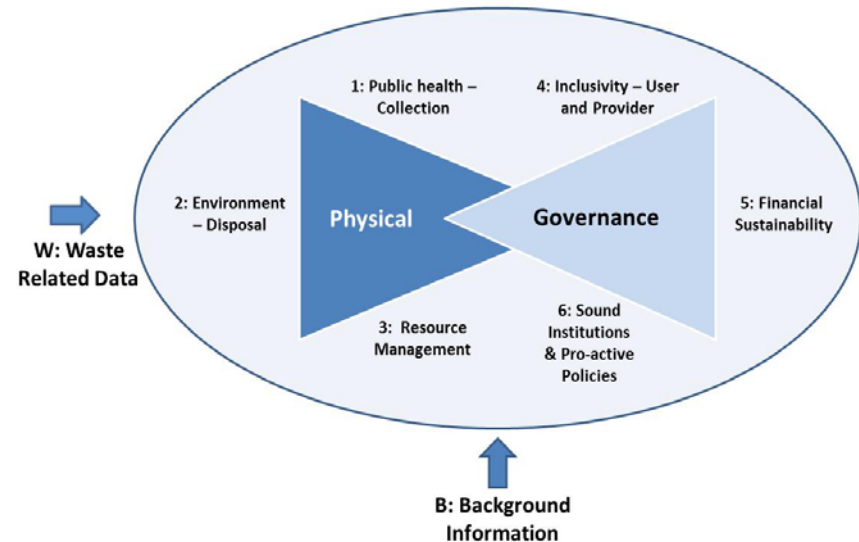 1: Public health –
Collection
4: Inclusivity – User
and Provider
2: Environment
– Disposal
Physical
Governance
5: Financial
Sustainability
W: Waste
Related Data
3:  Resource
Management
6: Sound
Institutions
& Pro-active
Policies
B: Background
Information